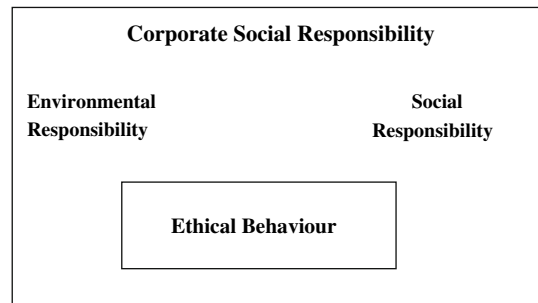 Corporate Social Responsibility
Environmental
Responsibility
Social
Responsibility
Ethical Behaviour